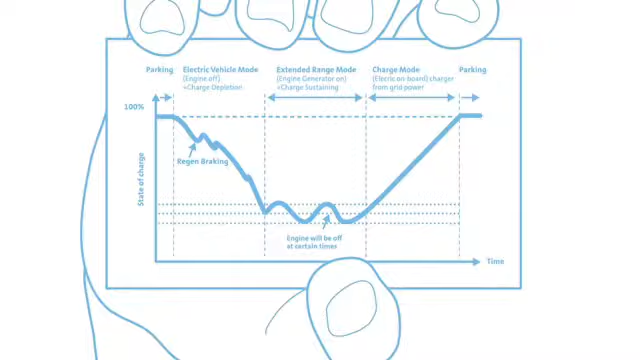 Parking
Electric Vehicle Mode
(Engine off)
+Charge Depletion
Extended Range Mode
(Engine Generator on)
+Charge Sustaining
Charge Mode
(Elecric on-board) charger
from grid power
Parking
100%
State of charge
Regen Braking
Engine will be off
at certain times
Time